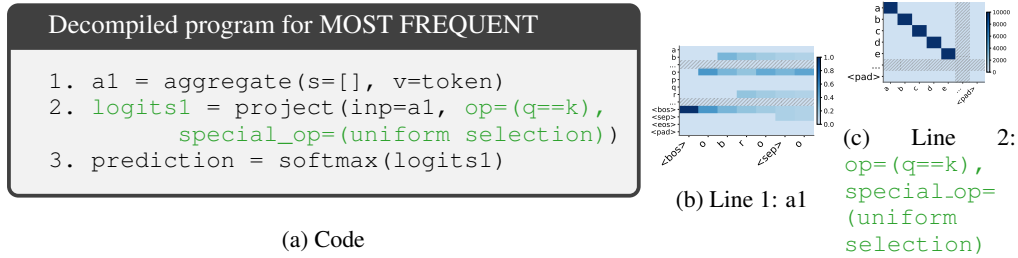 Decompiled program for MOST FREQUENT
1. a1 = aggregate(s=[], v=token)
2. logits1 = project(inp=a1, op=(q==k),
special_op=(uniform selection))
3. prediction = softmax(logits1)
(a) Code
a
b
...
o
p
q
r
...
<bos>
<sep>
<eos>
<pad>
<bos> o b r o <sep> o
1.0
0.8
0.6
0.4
0.2
0.0
(b) Line 1: a1
a
b
c
d
e
...
<pad>
a b c d e ... <pad>
10000
8000
6000
4000
2000
0
(c) Line 2:
op=(q==k),
special_op=
(uniform
selection)